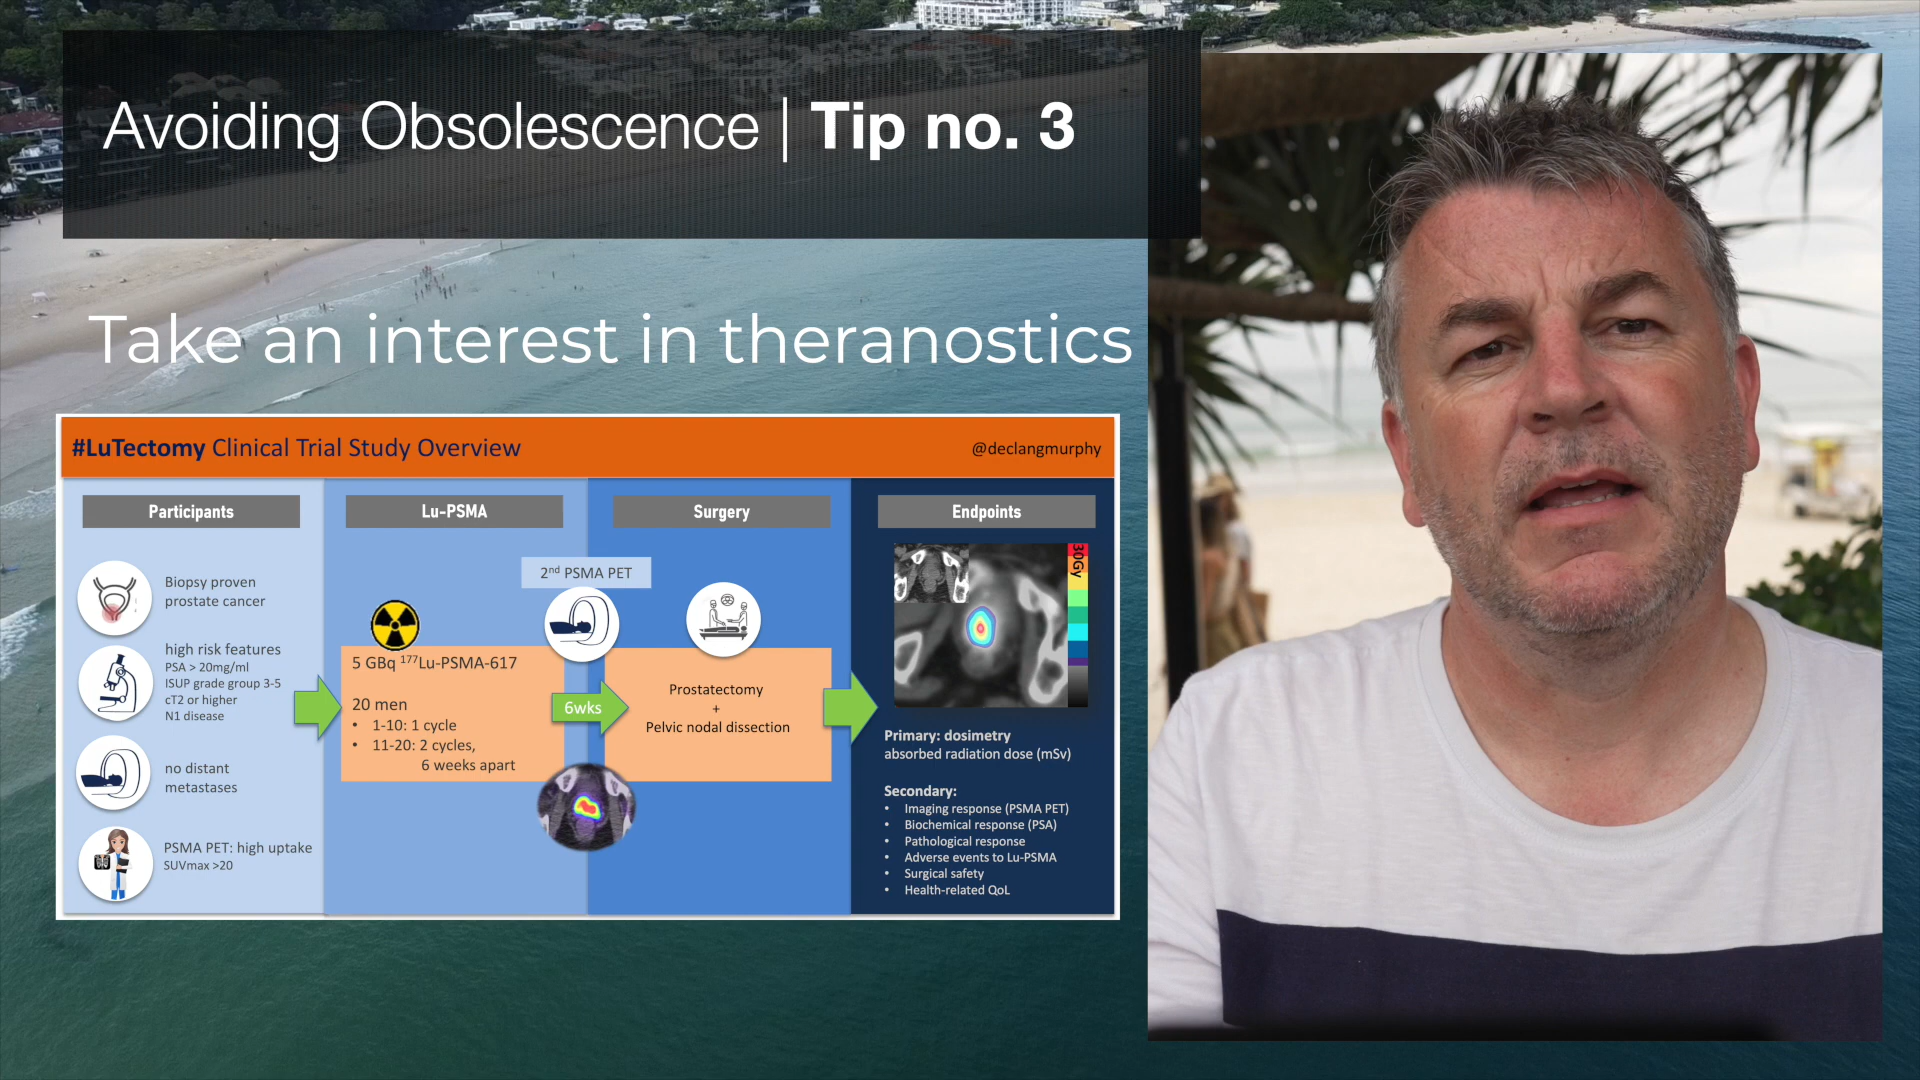 Avoiding Obsolescence | Tip no. 3
Take an interest in theranostics
#LuTectomy Clinical Trial Study Overview
@declangmurphy
Participants
Biopsy proven
prostate cancer
high risk features
PSA > 20mg/ml
ISUP grade group 3-5
cT2 or higher
N1 disease
no distant
metastases
PSMA PET: high uptake
SUVmax >20
Lu-PSMA
5 GBq 177Lu-PSMA-617
20 men
• 1-10: 1 cycle
• 11-20: 2 cycles,
6 weeks apart
2nd PSMA PET
6wks
Surgery
Prostatectomy
+
Pelvic nodal dissection
Endpoints
30Gy
Primary: dosimetry
absorbed radiation dose (mSv)
Secondary:
• Imaging response (PSMA PET)
• Biochemical response (PSA)
• Pathological response
• Adverse events to Lu-PSMA
• Surgical safety
• Health-related QoL